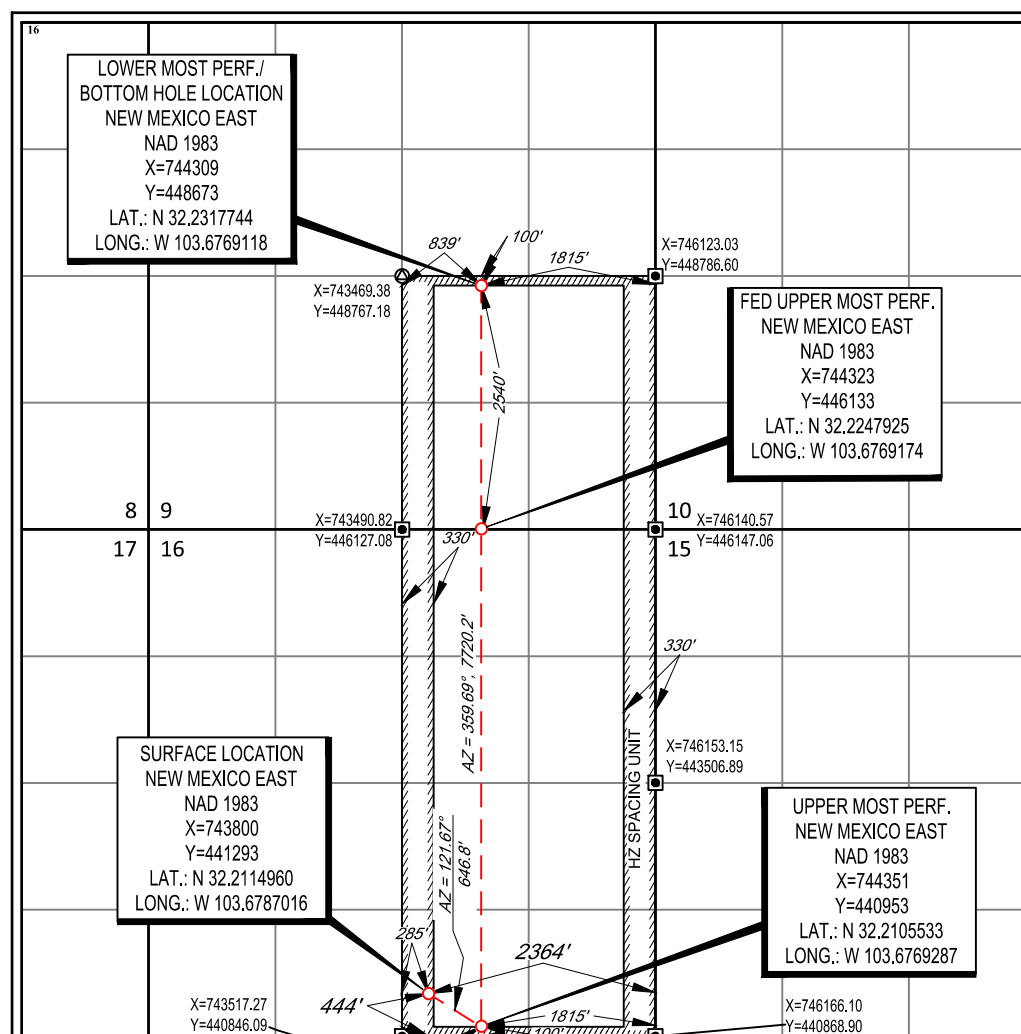 16
LOWER MOST PERF./
BOTTOM HOLE LOCATION
NEW MEXICO EAST
NAD 1983
X=744309
Y=448673
LAT.: N 32.2317744
LONG.: W 103.6769118
839'
100'
1815'
X=746123.03
Y=448786.60
X=743469.38
Y=448767.18
FED UPPER MOST PERF.
NEW MEXICO EAST
NAD 1983
X=744323
Y=446133
LAT.: N 32.2247925
LONG.: W 103.6769174
2540'
8
9
17
16
X=743490.82
Y=446127.08
330'
10
15
X=746140.57
Y=446147.06
AZ = 359.69°, 7720.2'
330'
X=746153.15
Y=443506.89
HZ SPACING UNIT
SURFACE LOCATION
NEW MEXICO EAST
NAD 1983
X=743800
Y=441293
LAT.: N 32.2114960
LONG.: W 103.6787016
AZ = 121.67°
646.8'
UPPER MOST PERF.
NEW MEXICO EAST
NAD 1983
X=744351
Y=440953
LAT.: N 32.2105533
LONG.: W 103.6769287
285'
2364'
444'
1815'
100'
X=743517.27
Y=440846.09
X=746166.10
Y=440868.90